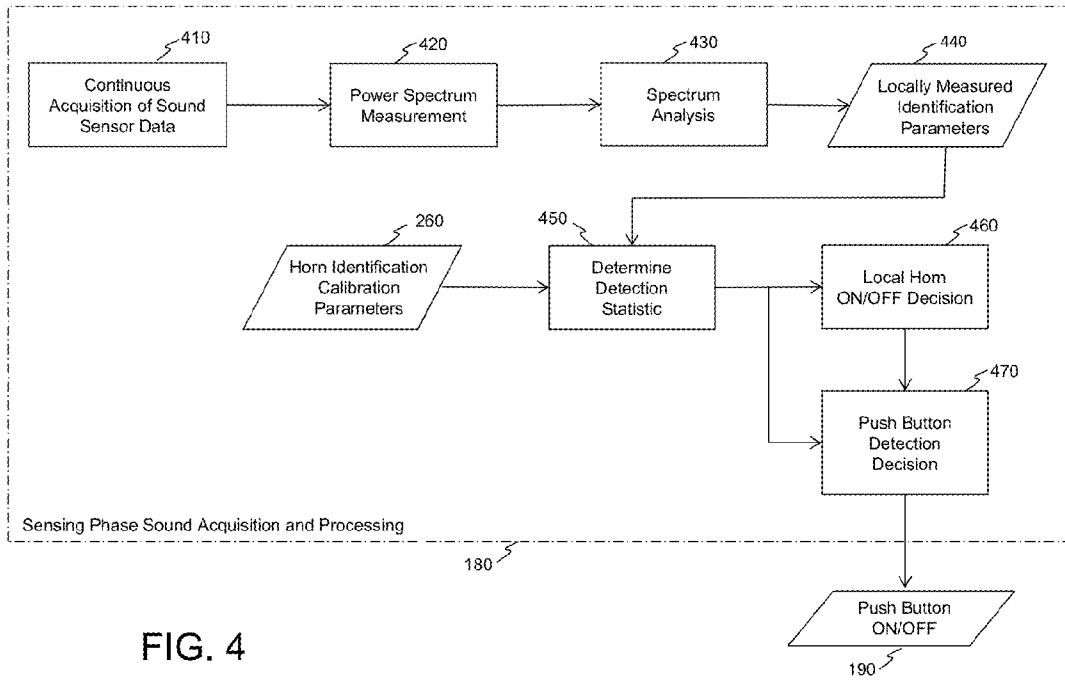 410
Continuous
Acquisition of Sound
Sensor Data
420
Power Spectrum
Measurement
430
Spectrum
Analysis
440
Locally Measured
Identification
Parameters
260
Horn Identification
Calibration
Parameters
450
Determine
Detection
Statistic
460
Local Horn
ON/OFF Decision
470
Push Button
Detection
Decision
Sensing Phase Sound Acquisition and Processing
180
Push Button
ON/OFF
190
FIG. 4